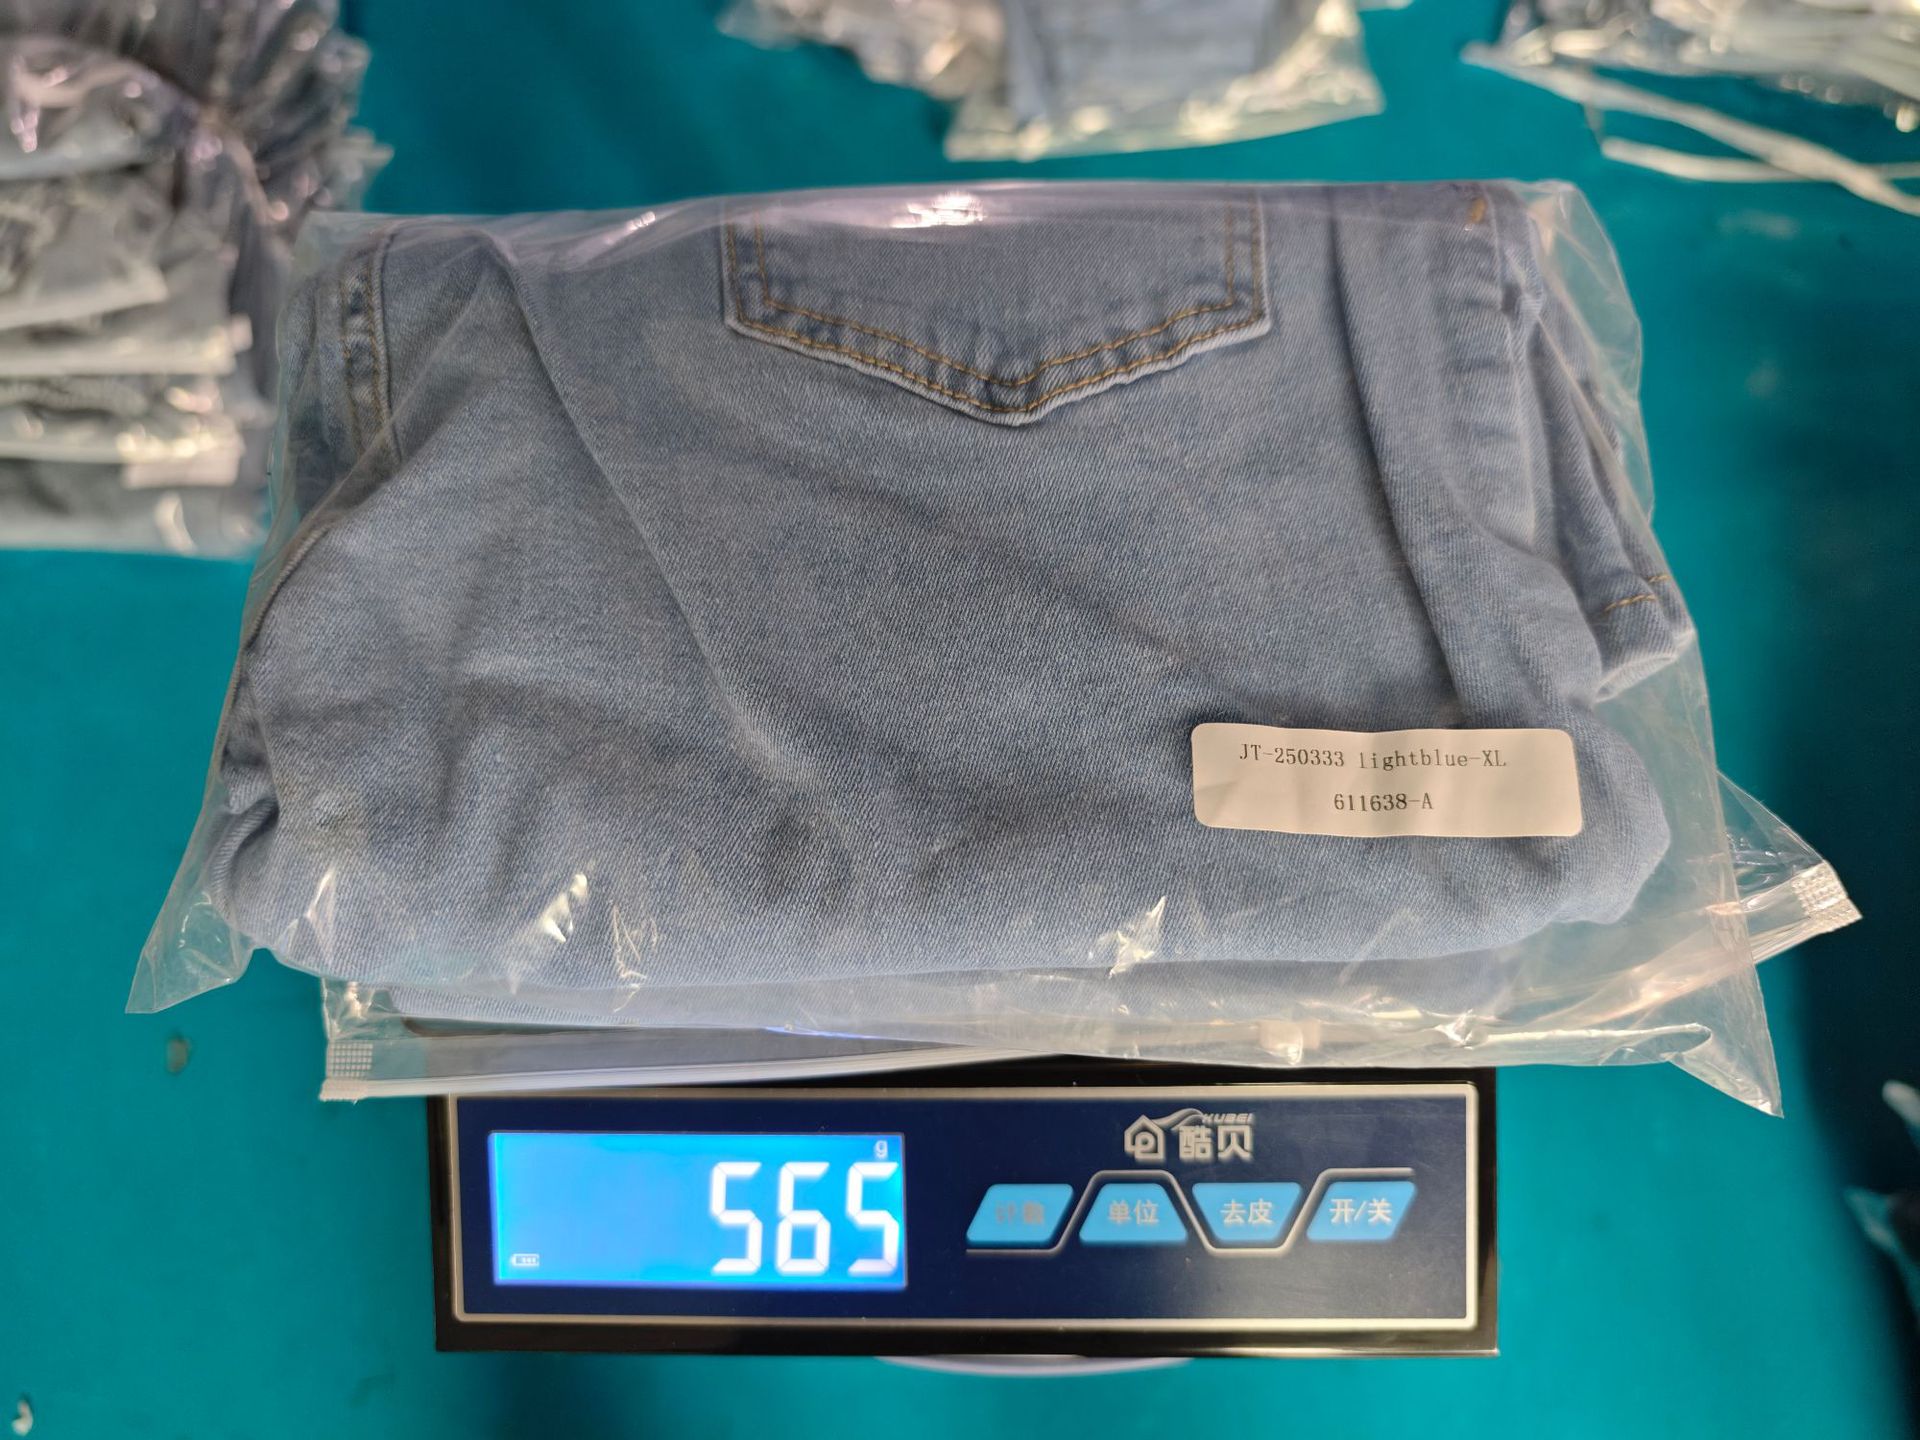 JT-250333 lightblue-XL
611638-A
KUBEI
酷贝
g
565
计数 单位 去皮 开/关